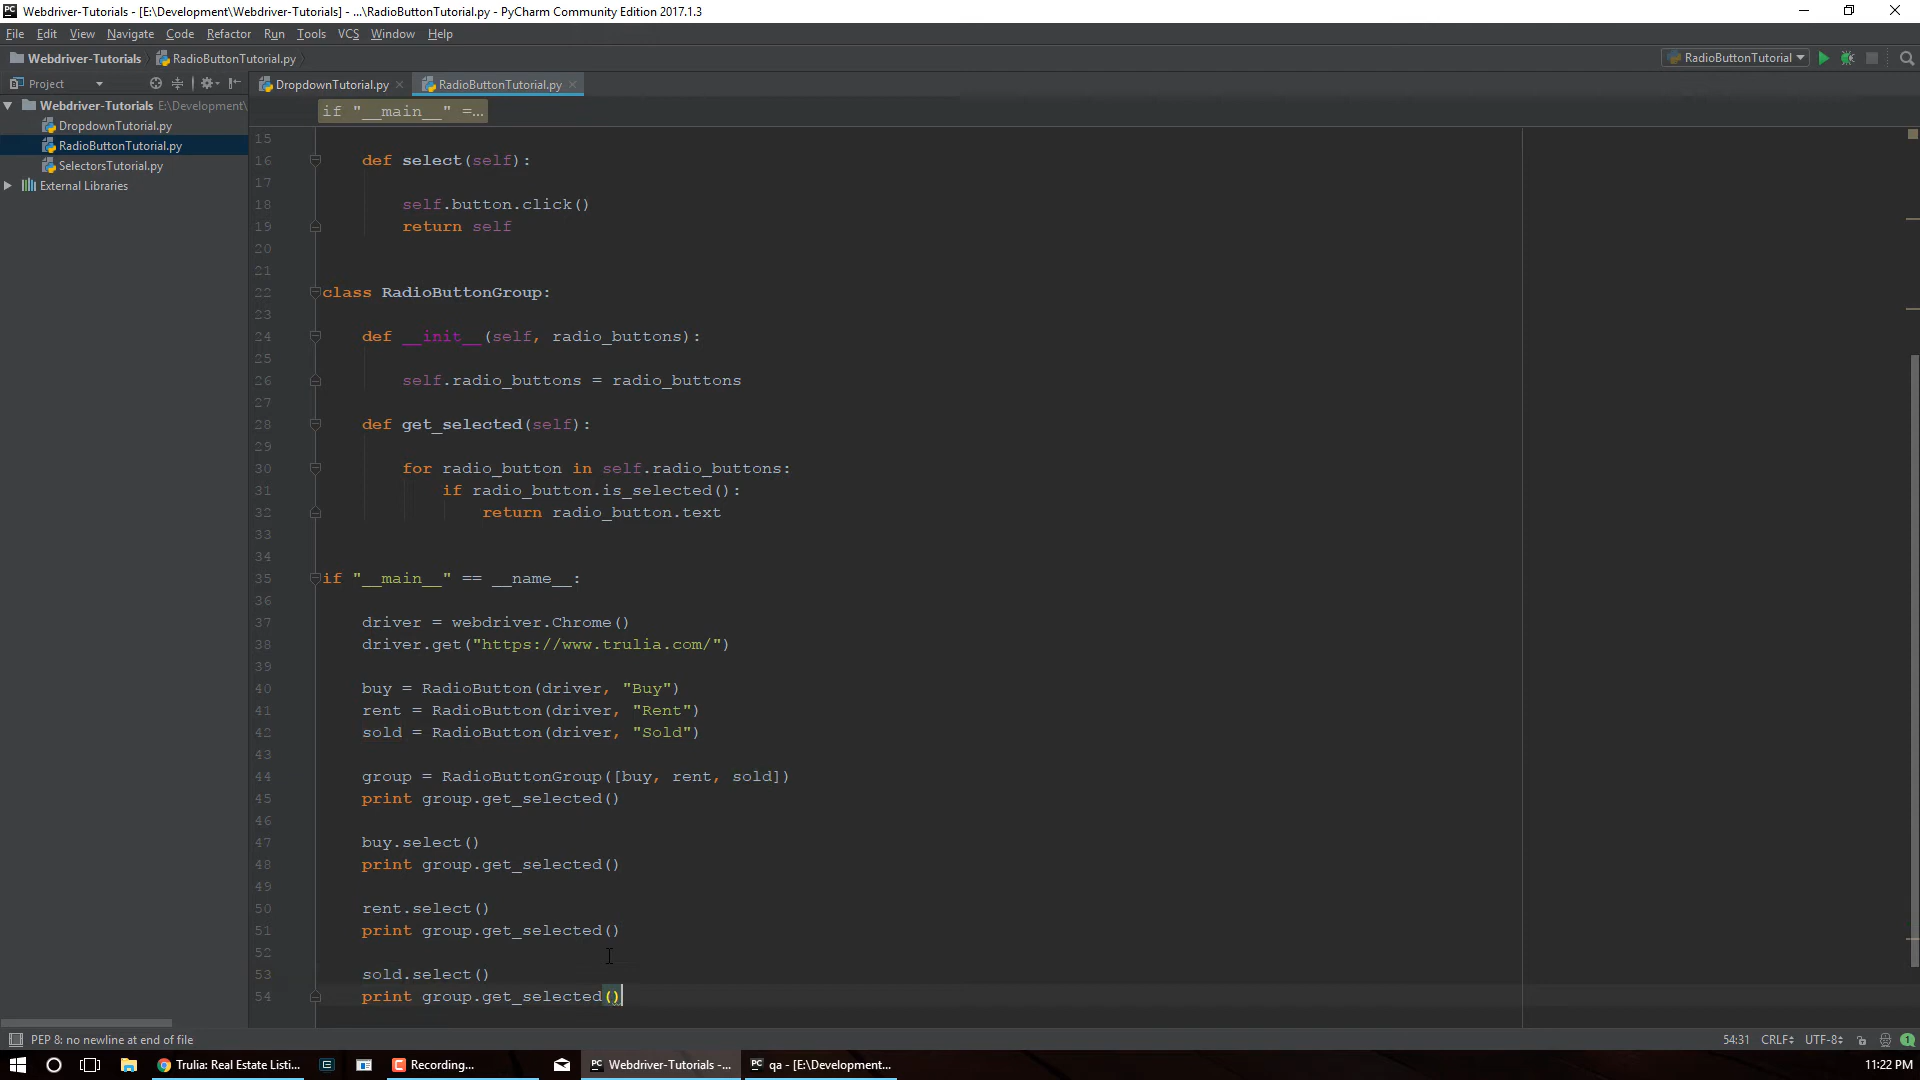 Webdriver-Tutorials - [E:\Development\Webdriver-Tutorials] - ...\RadioButtonTutorial.py - PyCharm Community Edition 2017.1.3
File Edit View Navigate Code Refactor Run Tools VCS Window Help
Webdriver-Tutorials RadioButtonTutorial.py RadioButtonTutorial
Project DropdownTutorial.py RadioButtonTutorial.py
Webdriver-Tutorials E:\Development\
DropdownTutorial.py
RadioButtonTutorial.py
SelectorsTutorial.py
External Libraries
if "__main__" =...
15
16 def select(self):
17
18 self.button.click()
19 return self
20
21
22 class RadioButtonGroup:
23
24 def __init__(self, radio_buttons):
25
26 self.radio_buttons = radio_buttons
27
28 def get_selected(self):
29
30 for radio_button in self.radio_buttons:
31 if radio_button.is_selected():
32 return radio_button.text
33
34
35 if "__main__" == __name__:
36
37 driver = webdriver.Chrome()
38 driver.get("https://www.trulia.com/")
39
40 buy = RadioButton(driver, "Buy")
41 rent = RadioButton(driver, "Rent")
42 sold = RadioButton(driver, "Sold")
43
44 group = RadioButtonGroup([buy, rent, sold])
45 print group.get_selected()
46
47 buy.select()
48 print group.get_selected()
49
50 rent.select()
51 print group.get_selected()
52
53 sold.select()
54 print group.get_selected()
PEP 8: no newline at end of file 54:31 CRLF UTF-8
Trulia: Real Estate Listi... Recording... Webdriver-Tutorials -... qa - [E:\Development... 11:22 PM